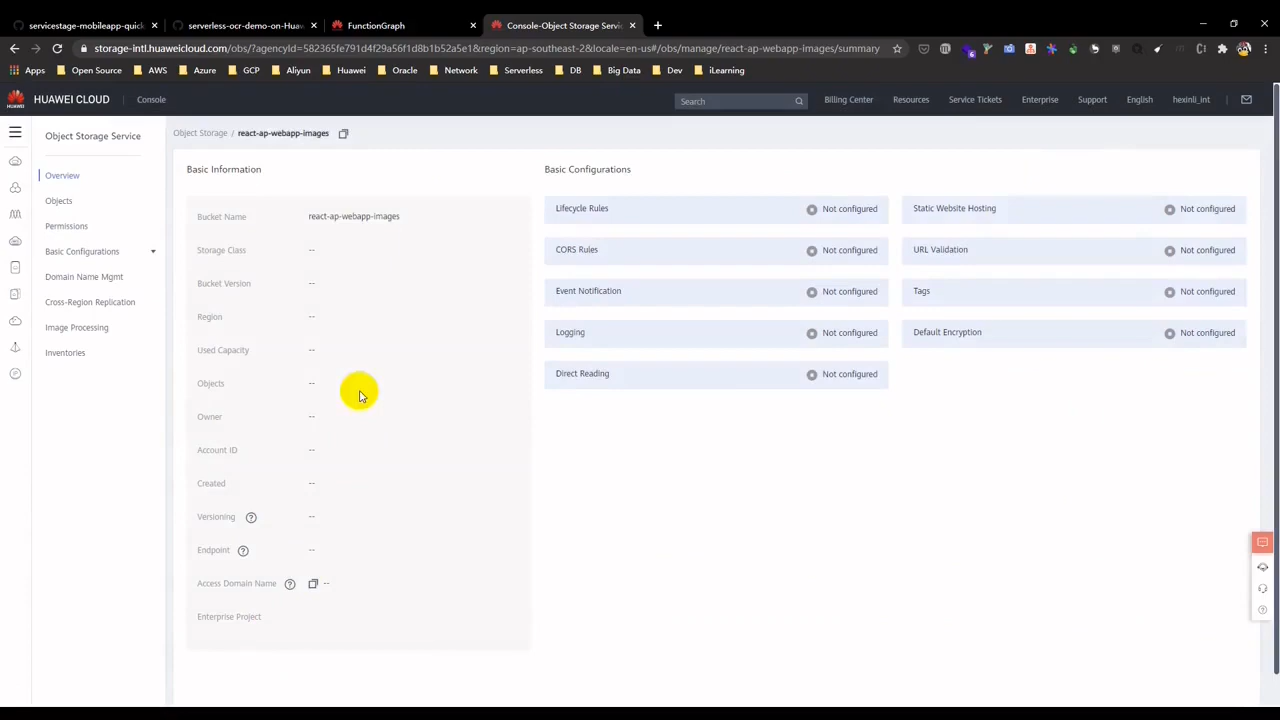 servicestage-mobileapp-quick
serverless-ocr-demo-on-Huaw
FunctionGraph
Console-Object Storage Servic
storage-intl.huaweicloud.com/obs/?agencyId=582365fe791d4f29a56f1d8b1b52a5e1&region=ap-southeast-2&locale=en-us#/obs/manage/react-ap-webapp-images/summary
Apps
Open Source
AWS
Azure
GCP
Aliyun
Huawei
Oracle
Network
Serverless
DB
Big Data
Dev
iLearning
HUAWEI CLOUD
Console
Search
Billing Center
Resources
Service Tickets
Enterprise
Support
English
hexinli_int
Object Storage Service
Overview
Objects
Permissions
Basic Configurations
Domain Name Mgmt
Cross-Region Replication
Image Processing
Inventories
Object Storage / react-ap-webapp-images
Basic Information
Bucket Name react-ap-webapp-images
Storage Class --
Bucket Version --
Region --
Used Capacity --
Objects --
Owner --
Account ID --
Created --
Versioning ? --
Endpoint ? --
Access Domain Name ? --
Enterprise Project
Basic Configurations
Lifecycle Rules Not configured
Static Website Hosting Not configured
CORS Rules Not configured
URL Validation Not configured
Event Notification Not configured
Tags Not configured
Logging Not configured
Default Encryption Not configured
Direct Reading Not configured